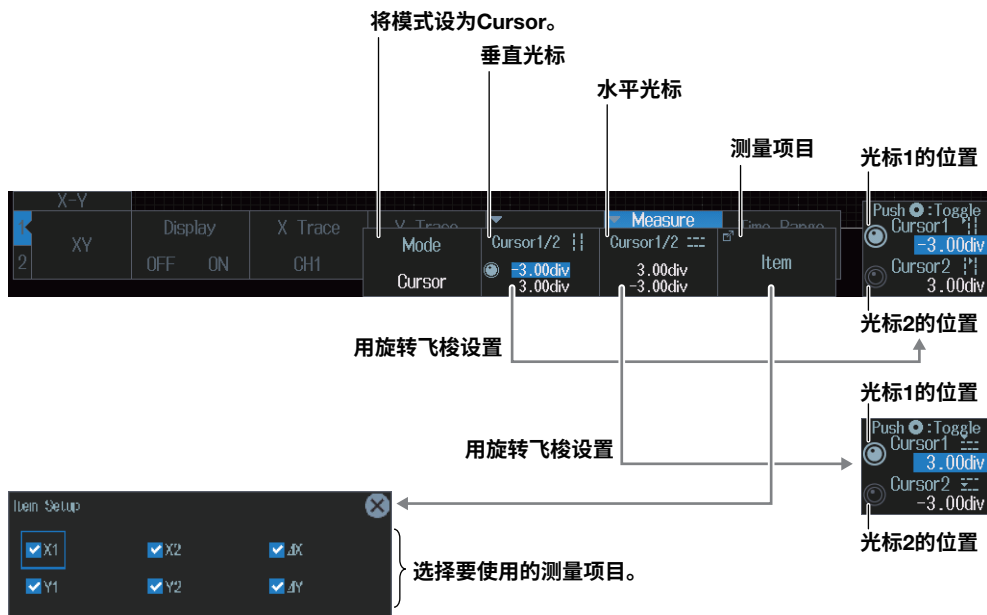 将模式设为Cursor。
垂直光标
水平光标
测量项目
光标1的位置
X-Y
1
2
XY
Display
OFF ON
X Trace
CH1
Y Trace
Mode
Cursor
Cursor1/2
-3.00div
3.00div
Measure
Cursor1/2
3.00div
-3.00div
Time Range
Item
Push :Toggle
Cursor1
-3.00div
Cursor2
3.00div
光标2的位置
用旋转飞梭设置
光标1的位置
用旋转飞梭设置
Push :Toggle
Cursor1
3.00div
Cursor2
-3.00div
光标2的位置
Item Setup
X1 X2 ΔX
Y1 Y2 ΔY
选择要使用的测量项目。